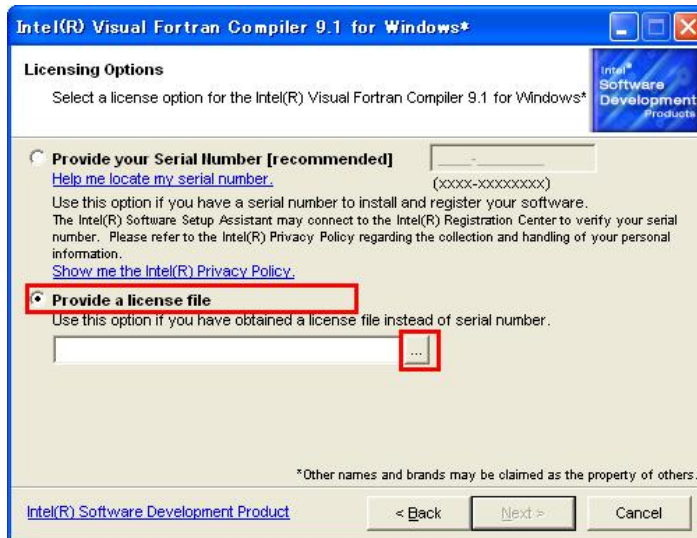 Intel(R) Visual Fortran Compiler 9.1 for Windows*
Licensing Options
Select a license option for the Intel(R) Visual Fortran Compiler 9.1 for Windows*
Intel®
Software
Development
Products
Provide your Serial Number [recommended]
____-________
Help me locate my serial number.
(xxxx-xxxxxxxx)
Use this option if you have a serial number to install and register your software.
The Intel(R) Software Setup Assistant may connect to the Intel(R) Registration Center to verify your serial
number. Please refer to the Intel(R) Privacy Policy regarding the collection and handling of your personal
information.
Show me the Intel(R) Privacy Policy.
Provide a license file
Use this option if you have obtained a license file instead of serial number.
...
*Other names and brands may be claimed as the property of others.
Intel(R) Software Development Product
< Back
Next >
Cancel